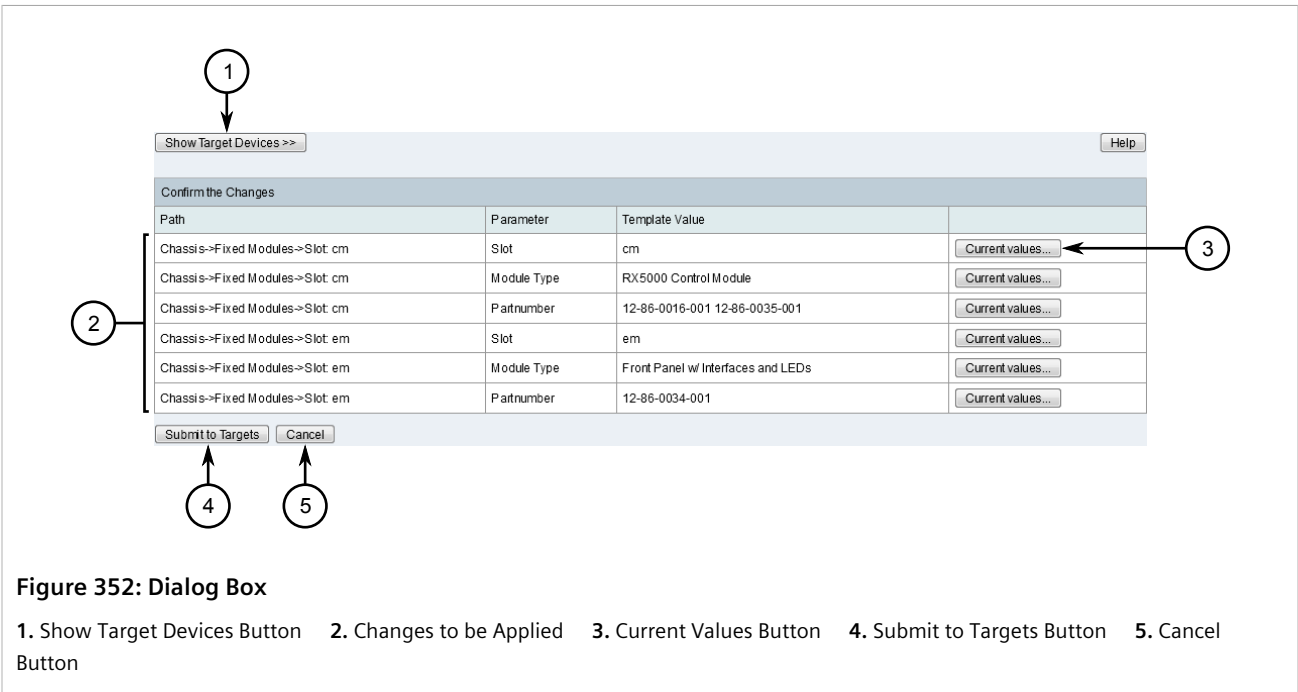 1
Show Target Devices >>
Help
Confirm the Changes
Path Parameter Template Value
Chassis->Fixed Modules->Slot: cm Slot cm Current values...
3
Chassis->Fixed Modules->Slot: cm Module Type RX5000 Control Module Current values...
Chassis->Fixed Modules->Slot: cm Partnumber 12-86-0016-001 12-86-0035-001 Current values...
2
Chassis->Fixed Modules->Slot: em Slot em Current values...
Chassis->Fixed Modules->Slot: em Module Type Front Panel w/ Interfaces and LEDs Current values...
Chassis->Fixed Modules->Slot: em Partnumber 12-86-0034-001 Current values...
Submit to Targets Cancel
4 5
Figure 352: Dialog Box
1. Show Target Devices Button 2. Changes to be Applied 3. Current Values Button 4. Submit to Targets Button 5. Cancel
Button